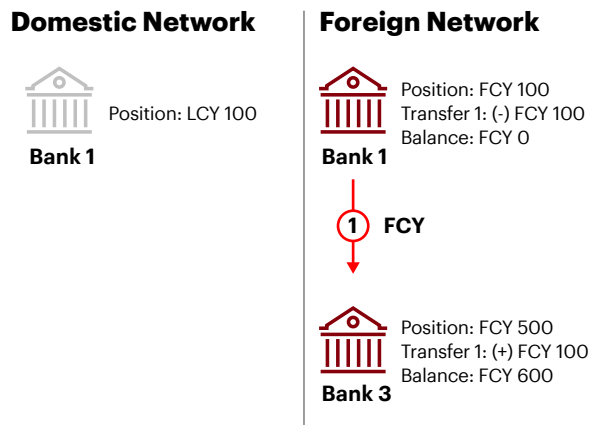 Domestic Network
Position: LCY 100
Bank 1
Foreign Network
Position: FCY 100
Transfer 1: (-) FCY 100
Balance: FCY 0
Bank 1
1 FCY
Position: FCY 500
Transfer 1: (+) FCY 100
Balance: FCY 600
Bank 3